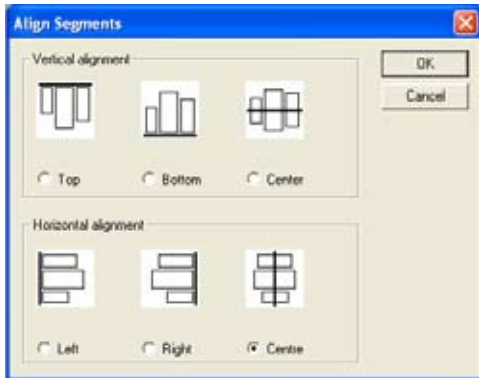 Align Segments
Vertical alignment
OK
Cancel
Top Bottom Center
Horizontal alignment
Left Right Centre